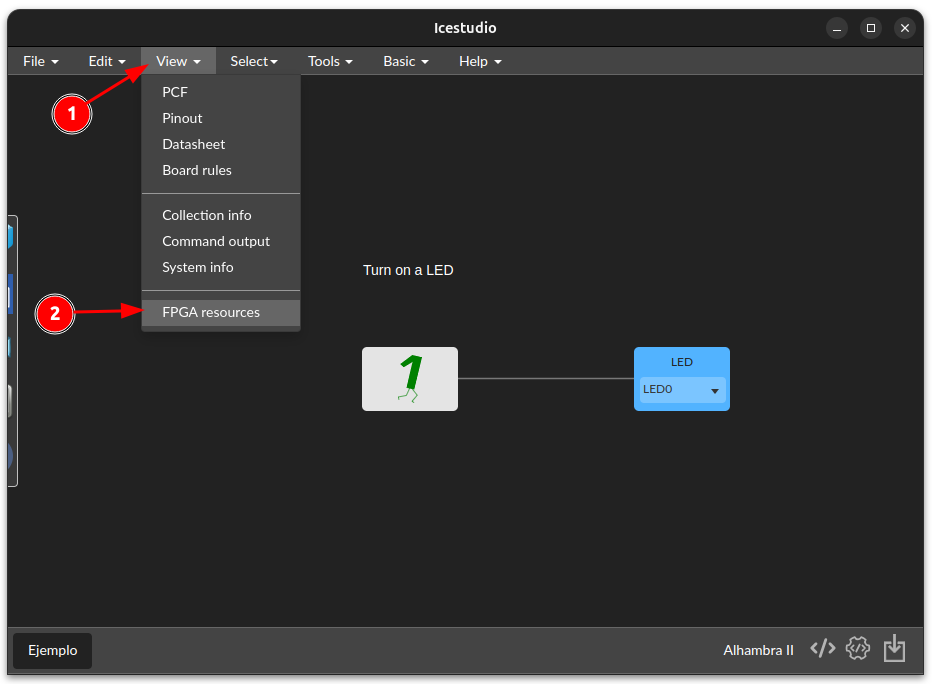 Icestudio
File Edit View Select Tools Basic Help
1
PCF
Pinout
Datasheet
Board rules
Collection info
Command output
System info
2
FPGA resources
Turn on a LED
1
LED
LED0
Ejemplo
Alhambra II